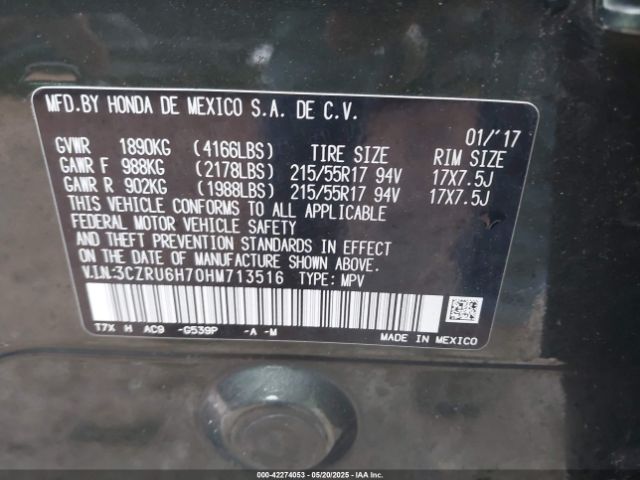 MFD.BY HONDA DE MEXICO S.A. DE C.V.
01/'17
GVWR 1890KG (4166LBS) TIRE SIZE RIM SIZE
GAWR F 988KG (2178LBS) 215/55R17 94V 17X7.5J
GAWR R 902KG (1988LBS) 215/55R17 94V 17X7.5J
THIS VEHICLE CONFORMS TO ALL APPLICABLE
FEDERAL MOTOR VEHICLE SAFETY
AND THEFT PREVENTION STANDARDS IN EFFECT
ON THE DATE OF MANUFACTURE SHOWN ABOVE.
V.I.N:3CZRU6H70HM713516 TYPE: MPV
T7X H AC9 -G539P -A -M
MADE IN MEXICO
000-42274053 - 05/20/2025 - IAAI.COM